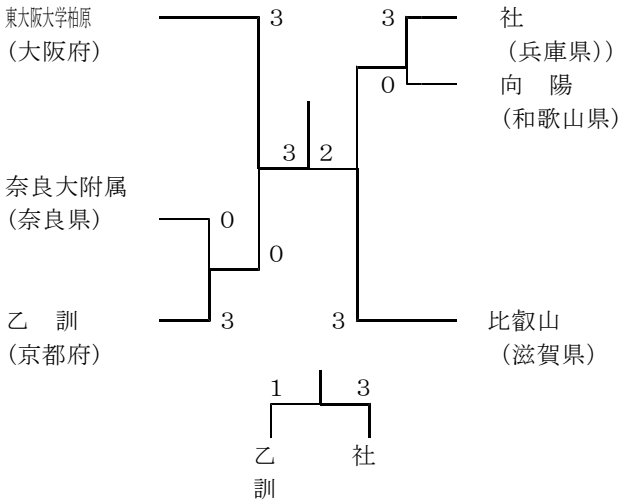 東大阪大学柏原
3
3
社
(大阪府)
(兵庫県))
0
向　陽
(和歌山県)
3
2
奈良大附属
(奈良県)
0
0
乙　訓
3
3
比叡山
(京都府)
(滋賀県)
1
3
乙
社
訓